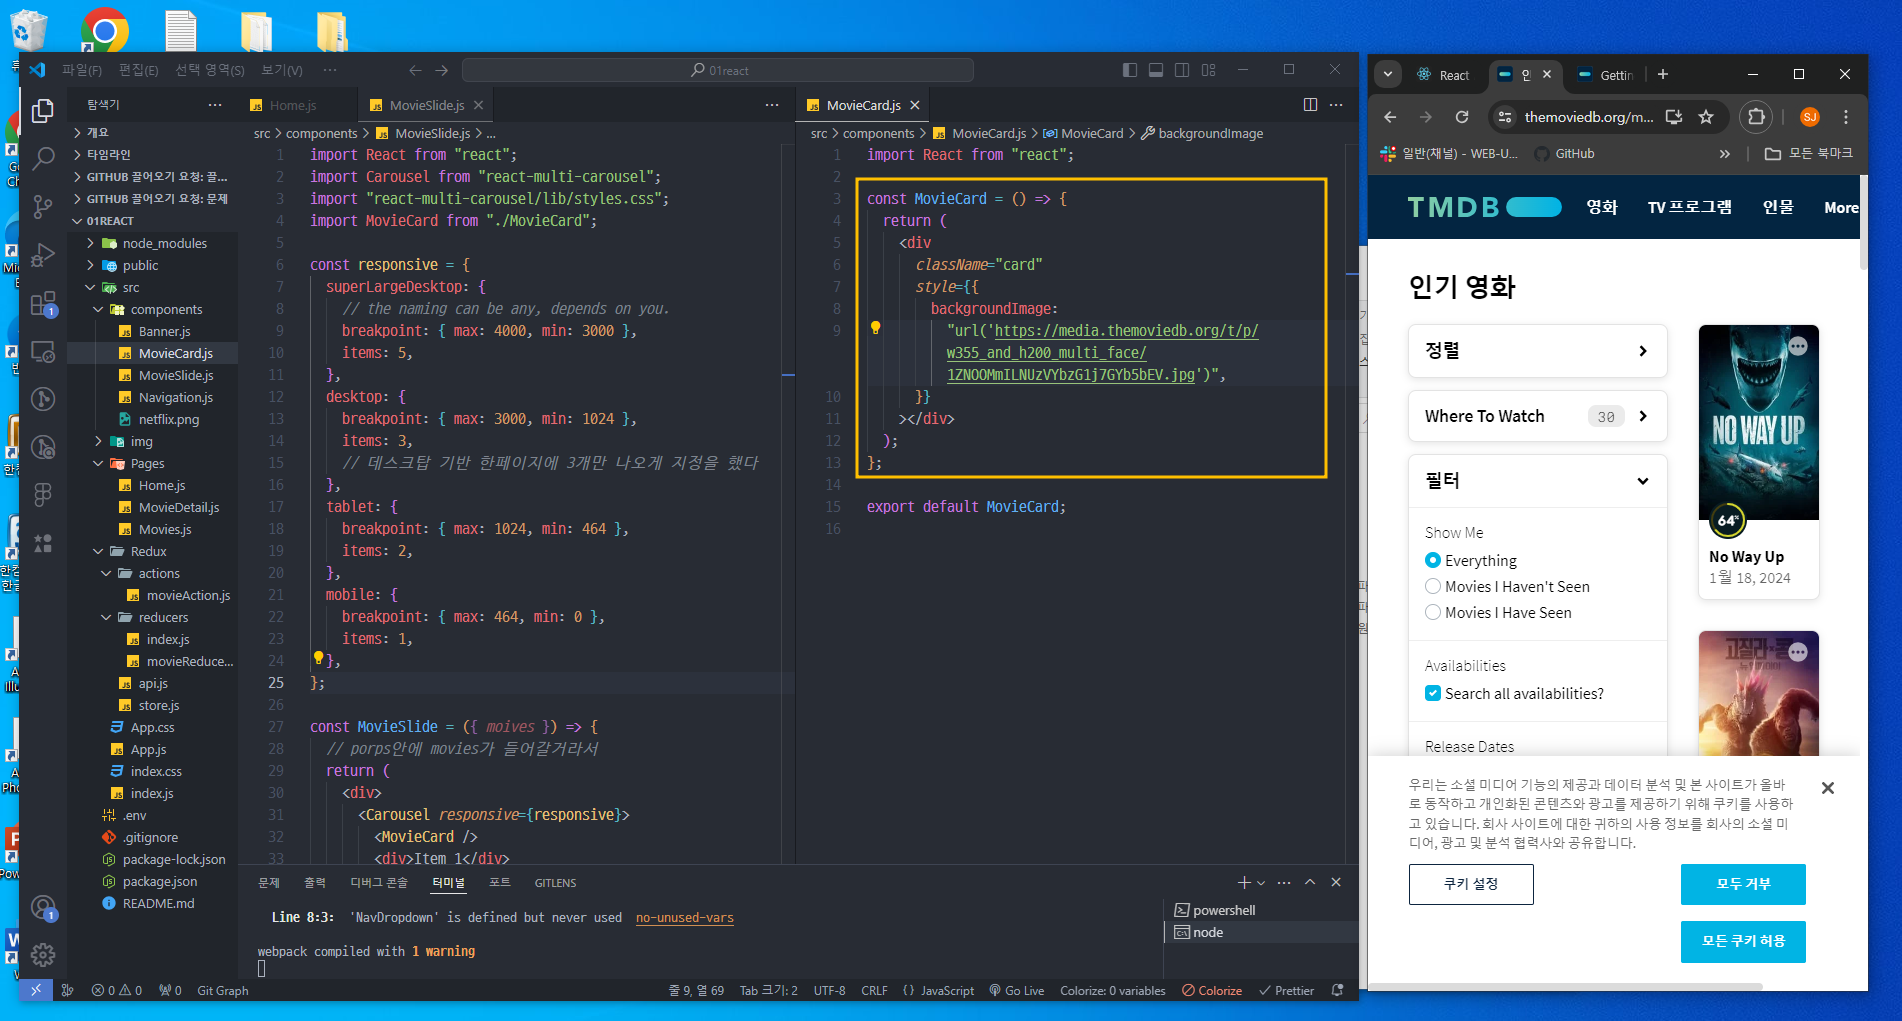 파일(F) 편집(E) 선택 영역(S) 보기(V) ··· 01react
탐색기
개요
타임라인
GITHUB 끌어오기 요청: 끌...
GITHUB 끌어오기 요청: 문제
01REACT
node_modules
public
src
components
Banner.js
MovieCard.js
MovieSlide.js
Navigation.js
netflix.png
img
Pages
Home.js
MovieDetail.js
Movies.js
Redux
actions
movieAction.js
reducers
index.js
movieReduce...
api.js
store.js
App.css
App.js
index.css
index.js
.env
.gitignore
package-lock.json
package.json
README.md
Home.js MovieSlide.js
src > components > MovieSlide.js > ...
1 import React from "react";
2 import Carousel from "react-multi-carousel";
3 import "react-multi-carousel/lib/styles.css";
4 import MovieCard from "./MovieCard";
5
6 const responsive = {
7 superLargeDesktop: {
8 // the naming can be any, depends on you.
9 breakpoint: { max: 4000, min: 3000 },
10 items: 5,
11 },
12 desktop: {
13 breakpoint: { max: 3000, min: 1024 },
14 items: 3,
15 // 데스크탑 기반 한페이지에 3개만 나오게 지정을 했다
16 },
17 tablet: {
18 breakpoint: { max: 1024, min: 464 },
19 items: 2,
20 },
21 mobile: {
22 breakpoint: { max: 464, min: 0 },
23 items: 1,
24 },
25 };
26
27 const MovieSlide = ({ moives }) => {
28 // porps안에 movies가 들어갈거라서
29 return (
30 <div>
31 <Carousel responsive={responsive}>
32 <MovieCard />
33 <div>Item 1</div>
MovieCard.js
src > components > MovieCard.js > MovieCard > backgroundImage
1 import React from "react";
2
3 const MovieCard = () => {
4 return (
5 <div
6 className="card"
7 style={{
8 backgroundImage:
9 "url('https://media.themoviedb.org/t/p/
w355_and_h200_multi_face/
1ZNOOMmILNUzVYbzG1j7GYb5bEV.jpg')",
10 }}
11 ></div>
12 );
13 };
14
15 export default MovieCard;
16
문제 출력 디버그 콘솔 터미널 포트 GITLENS
Line 8:3: 'NavDropdown' is defined but never used no-unused-vars
webpack compiled with 1 warning
powershell
node
0 0 0 Git Graph
줄 9, 열 69 Tab 크기: 2 UTF-8 CRLF { } JavaScript Go Live Colorize: 0 variables Colorize Prettier
React 인 Gettin
themoviedb.org/m... SJ
일반(채널) - WEB-U... GitHub » 모든 북마크
TMDB 영화 TV 프로그램 인물 More
인기 영화
정렬
Where To Watch 30
필터
Show Me
Everything
Movies I Haven't Seen
Movies I Have Seen
Availabilities
Search all availabilities?
Release Dates
NO WAY UP
64%
No Way Up
1월 18, 2024
우리는 소셜 미디어 기능의 제공과 데이터 분석 및 본 사이트가 올바
로 동작하고 개인화된 콘텐츠와 광고를 제공하기 위해 쿠키를 사용하
고 있습니다. 회사 사이트에 대한 귀하의 사용 정보를 회사의 소셜 미
디어, 광고 및 분석 협력사와 공유합니다.
쿠키 설정
모두 거부
모든 쿠키 허용